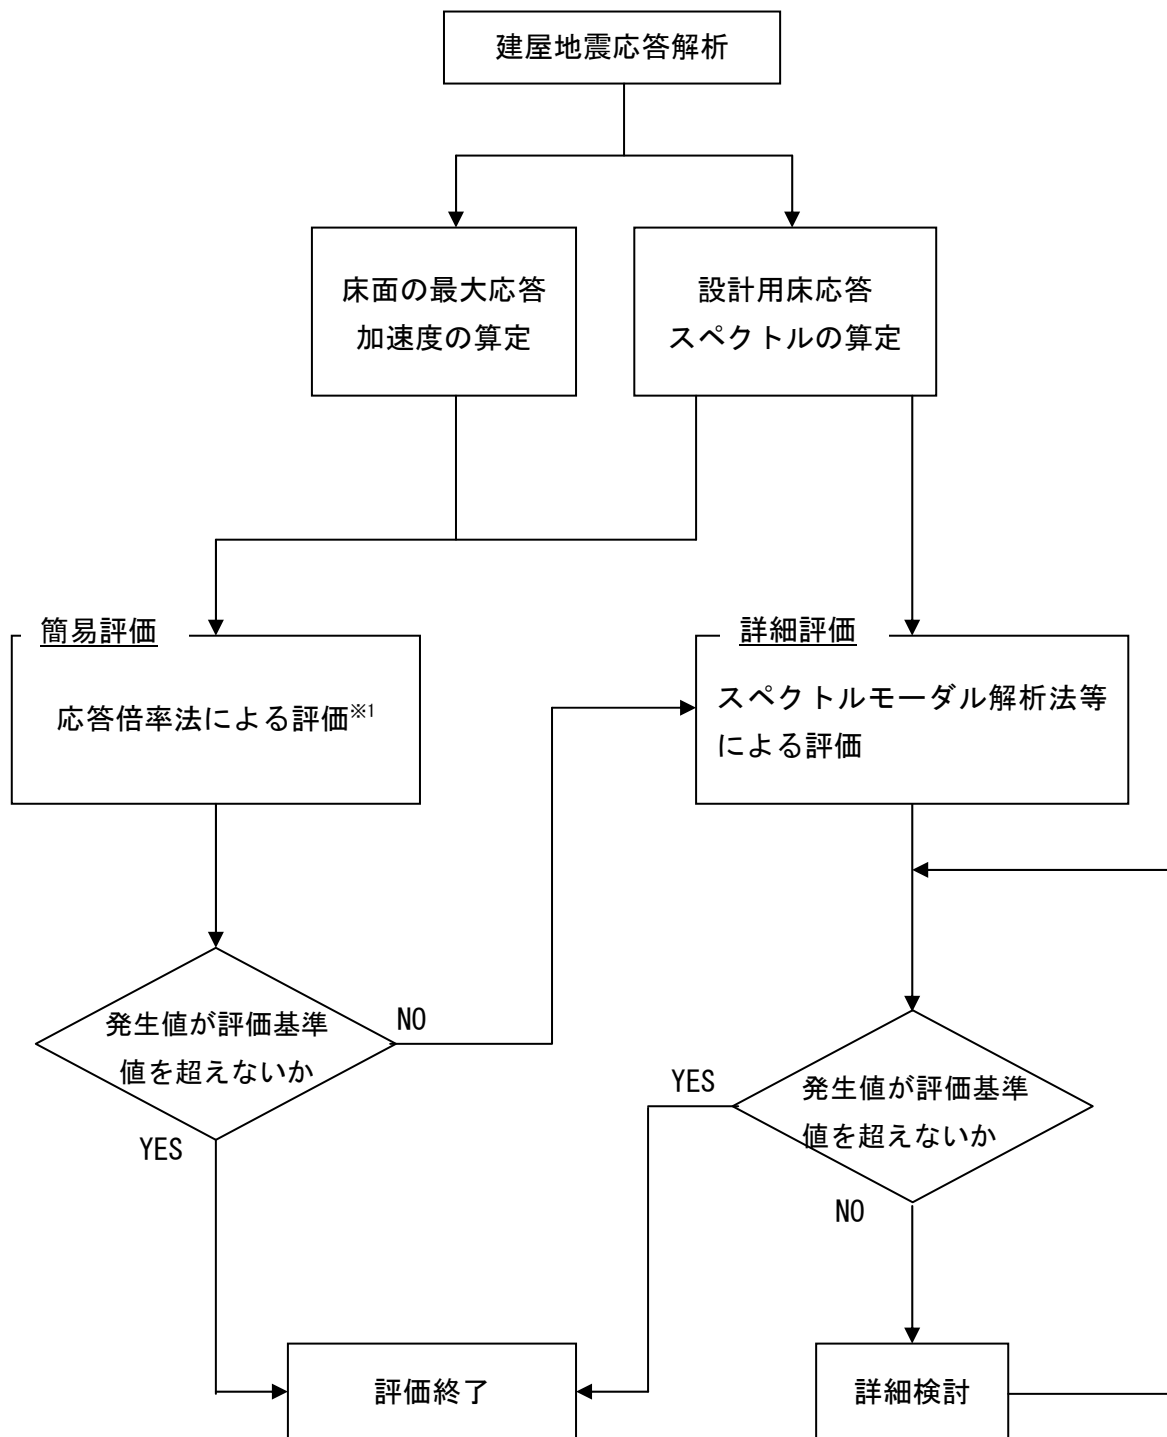 建屋地震応答解析
床面の最大応答
加速度の算定
設計用床応答
スペクトルの算定
簡易評価
応答倍率法による評価※1
詳細評価
スペクトルモーダル解析法等
による評価
発生値が評価基準
値を超えないか
NO
YES
YES
発生値が評価基準
値を超えないか
NO
評価終了
詳細検討